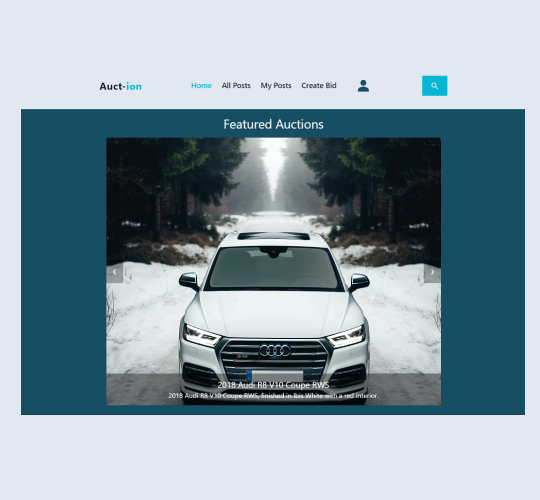 Auct-ion
Home All Posts My Posts Create Bid
Featured Auctions
2018 Audi R8 V10 Coupe RWS
2018 Audi R8 V10 Coupe RWS, finished in Ibis White with a red interior.